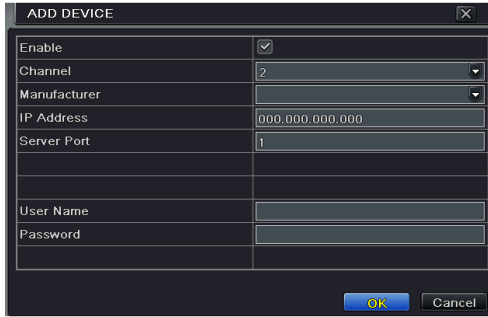 ADD DEVICE
Enable
Channel 2
Manufacturer
IP Address 000.000.000.000
Server Port 1
User Name
Password
OK Cancel